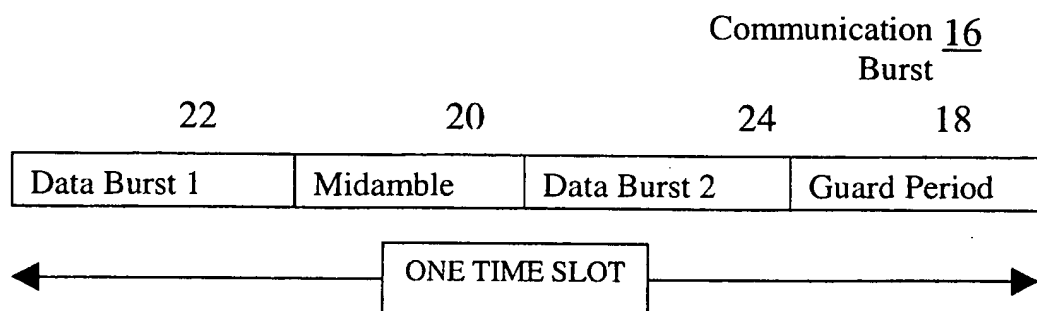 Communication 16
Burst
22 20 24 18
Data Burst 1 Midamble Data Burst 2 Guard Period
ONE TIME SLOT